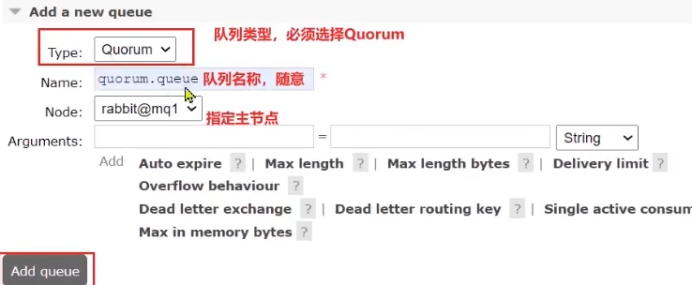 Add a new queue
队列类型，必须选择Quorum
Type: Quorum
Name: quorum.queue 队列名称，随意 *
Node: rabbit@mq1 指定主节点
Arguments: = String
Add Auto expire ? | Max length ? | Max length bytes ? | Delivery limit ?
Overflow behaviour ?
Dead letter exchange ? | Dead letter routing key ? | Single active consum
Max in memory bytes ?
Add queue